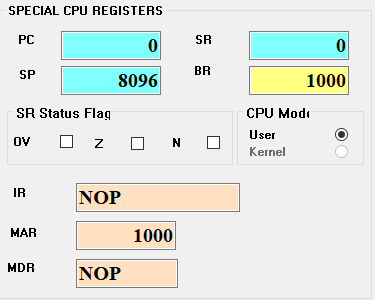 SPECIAL CPU REGISTERS
PC 0 SR 0
SP 8096 BR 1000
SR Status Flag CPU Mod
OV Z N User
Kernel
IR NOP
MAR 1000
MDR NOP